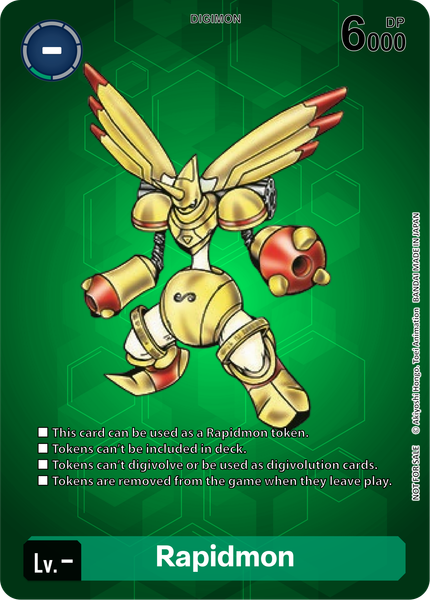 DIGIMON
–
DP
6000
■ This card can be used as a Rapidmon token.
■ Tokens can't be included in deck.
■ Tokens can't digivolve or be used as digivolution cards.
■ Tokens are removed from the game when they leave play.
NOT FOR SALE © Akiyoshi Hongo, Toei Animation BANDAI MADE IN JAPAN
Lv.–
Rapidmon